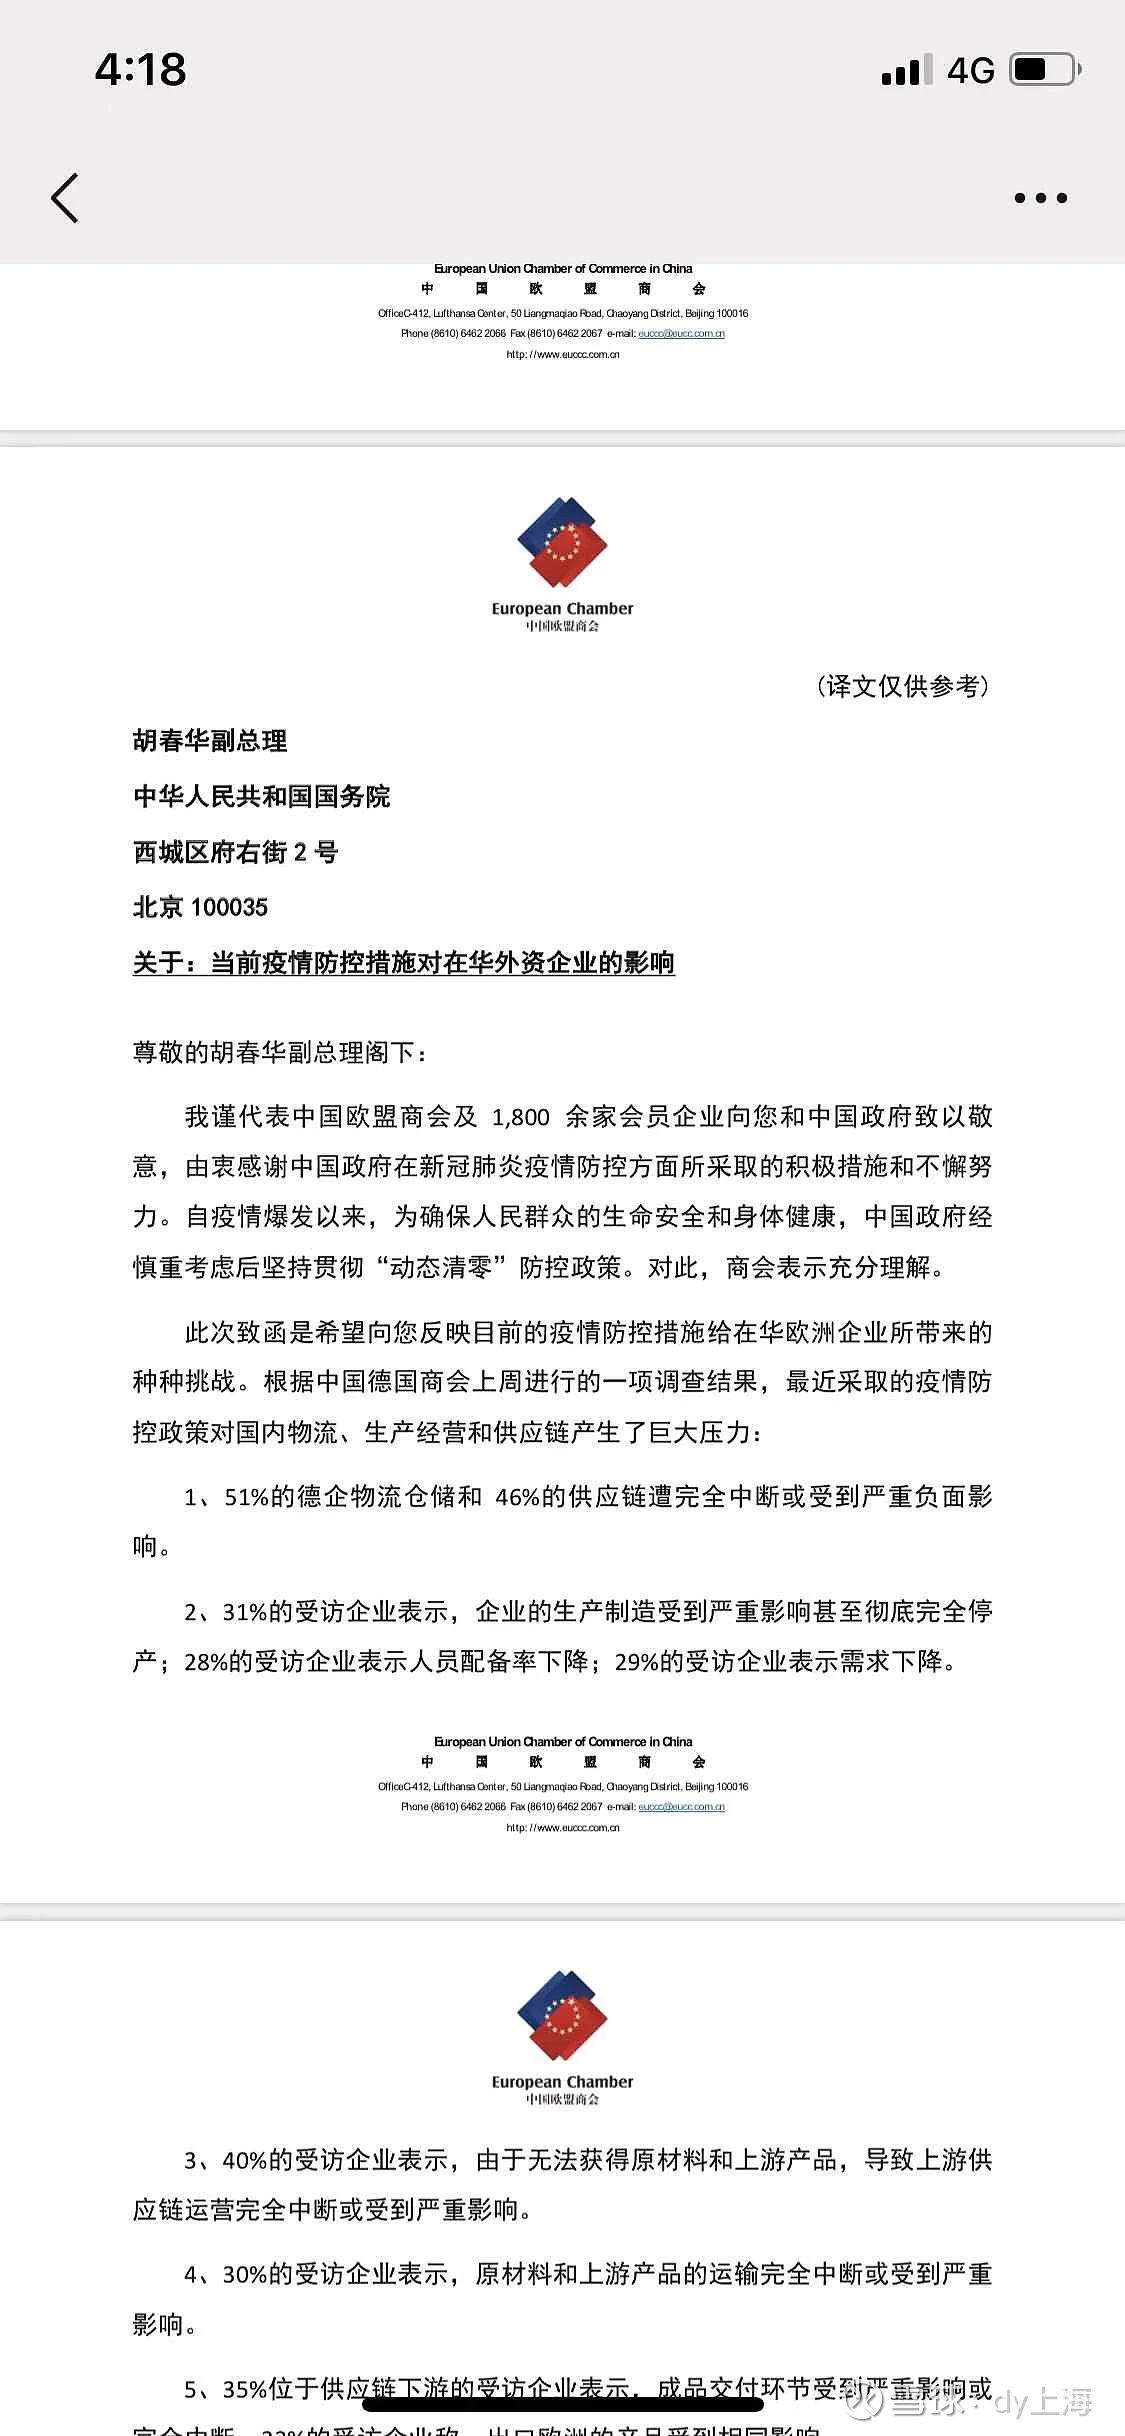 4:18
4G
European Union Chamber of Commerce in China
中国欧盟商会
OfficeC-412, Lufthansa Center, 50 Liangmaqiao Road, Chaoyang District, Beijing 100016
Phone (8610) 6462 2066 Fax (8610) 6462 2067 e-mail: euccc@eucc.com.cn
http: //www.euccc.com.cn
European Chamber
中国欧盟商会
（译文仅供参考）
胡春华副总理
中华人民共和国国务院
西城区府右街 2 号
北京 100035
关于：当前疫情防控措施对在华外资企业的影响
尊敬的胡春华副总理阁下：
我谨代表中国欧盟商会及 1,800 余家会员企业向您和中国政府致以敬
意，由衷感谢中国政府在新冠肺炎疫情防控方面所采取的积极措施和不懈努
力。自疫情爆发以来，为确保人民群众的生命安全和身体健康，中国政府经
慎重考虑后坚持贯彻“动态清零”防控政策。对此，商会表示充分理解。
此次致函是希望向您反映目前的疫情防控措施给在华欧洲企业所带来的
种种挑战。根据中国德国商会上周进行的一项调查结果，最近采取的疫情防
控政策对国内物流、生产经营和供应链产生了巨大压力：
1、51%的德企物流仓储和 46%的供应链遭完全中断或受到严重负面影
响。
2、31%的受访企业表示，企业的生产制造受到严重影响甚至彻底完全停
产；28%的受访企业表示人员配备率下降；29%的受访企业表示需求下降。
European Union Chamber of Commerce in China
中国欧盟商会
OfficeC-412, Lufthansa Center, 50 Liangmaqiao Road, Chaoyang District, Beijing 100016
Phone (8610) 6462 2066 Fax (8610) 6462 2067 e-mail: euccc@eucc.com.cn
http: //www.euccc.com.cn
European Chamber
中国欧盟商会
3、40%的受访企业表示，由于无法获得原材料和上游产品，导致上游供
应链运营完全中断或受到严重影响。
4、30%的受访企业表示，原材料和上游产品的运输完全中断或受到严重
影响。
5、35%位于供应链下游的受访企业表示，成品交付环节受到严重影响或
完全中断，32%的受访企业称，出口欧洲的产品受到相同影响
雪球·dy上海